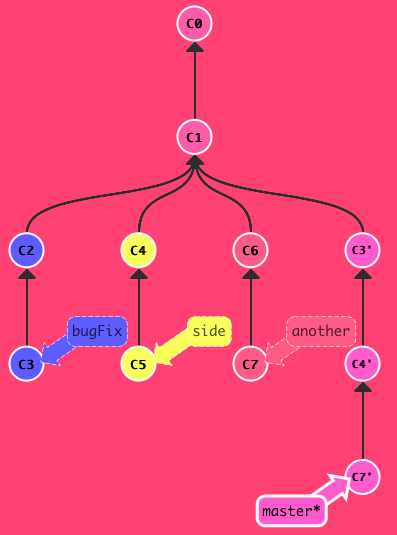 C0
C1
C2 C4 C6 C3'
bugFix side another
C3 C5 C7 C4'
C7'
master*